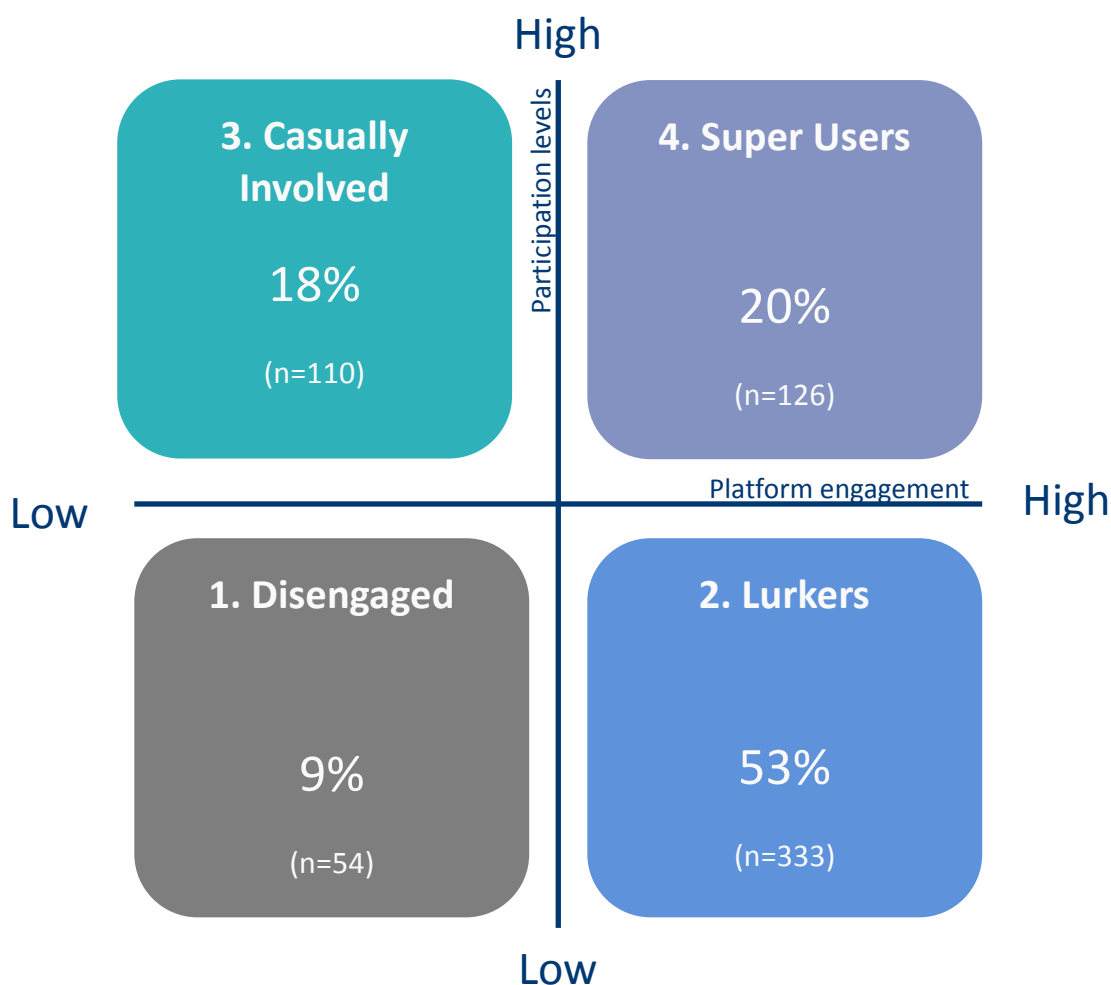 High
3. Casually
Involved
18%
(n=110)
Participation levels
4. Super Users
20%
(n=126)
Low
Platform engagement
High
1. Disengaged
9%
(n=54)
2. Lurkers
53%
(n=333)
Low